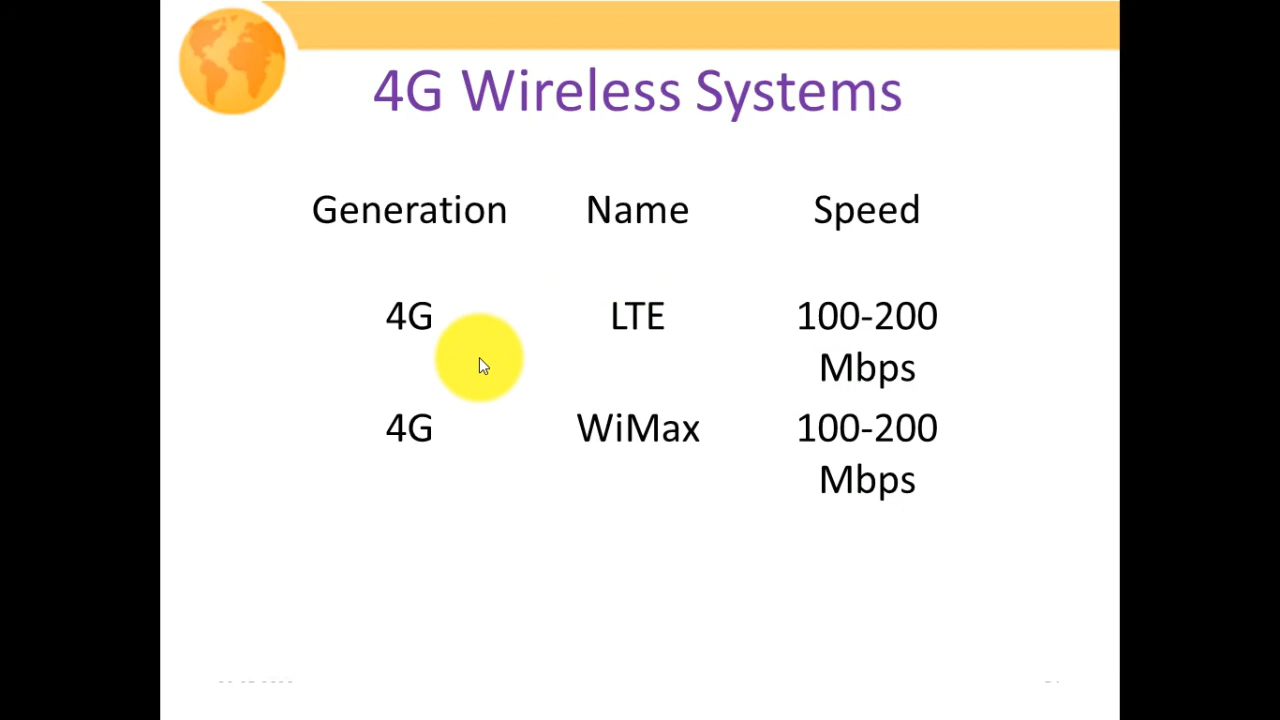 4G Wireless Systems
Generation Name Speed
4G LTE 100-200
Mbps
4G WiMax 100-200
Mbps